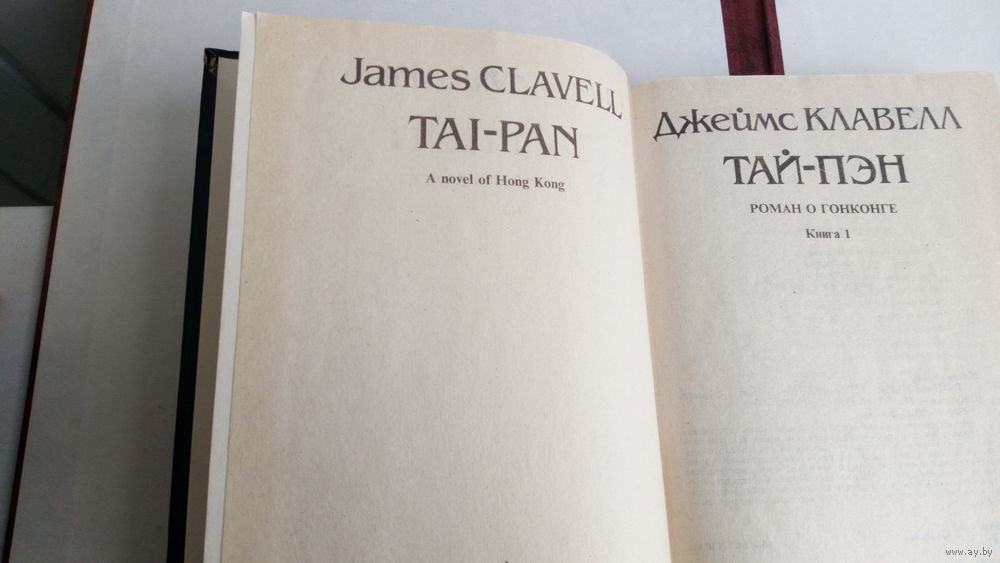 James CLAVELL
TAI-PAN
A novel of Hong Kong
Джеймс КЛАВЕЛЛ
ТАЙ-ПЭН
РОМАН О ГОНКОНГЕ
Книга 1
www.ay.by